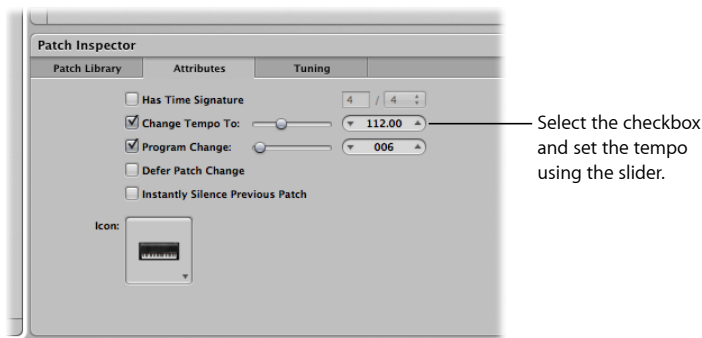 Patch Inspector
Patch Library Attributes Tuning
Has Time Signature 4 / 4
Change Tempo To: 112.00
Program Change: 006
Defer Patch Change
Instantly Silence Previous Patch
Icon:
Select the checkbox
and set the tempo
using the slider.